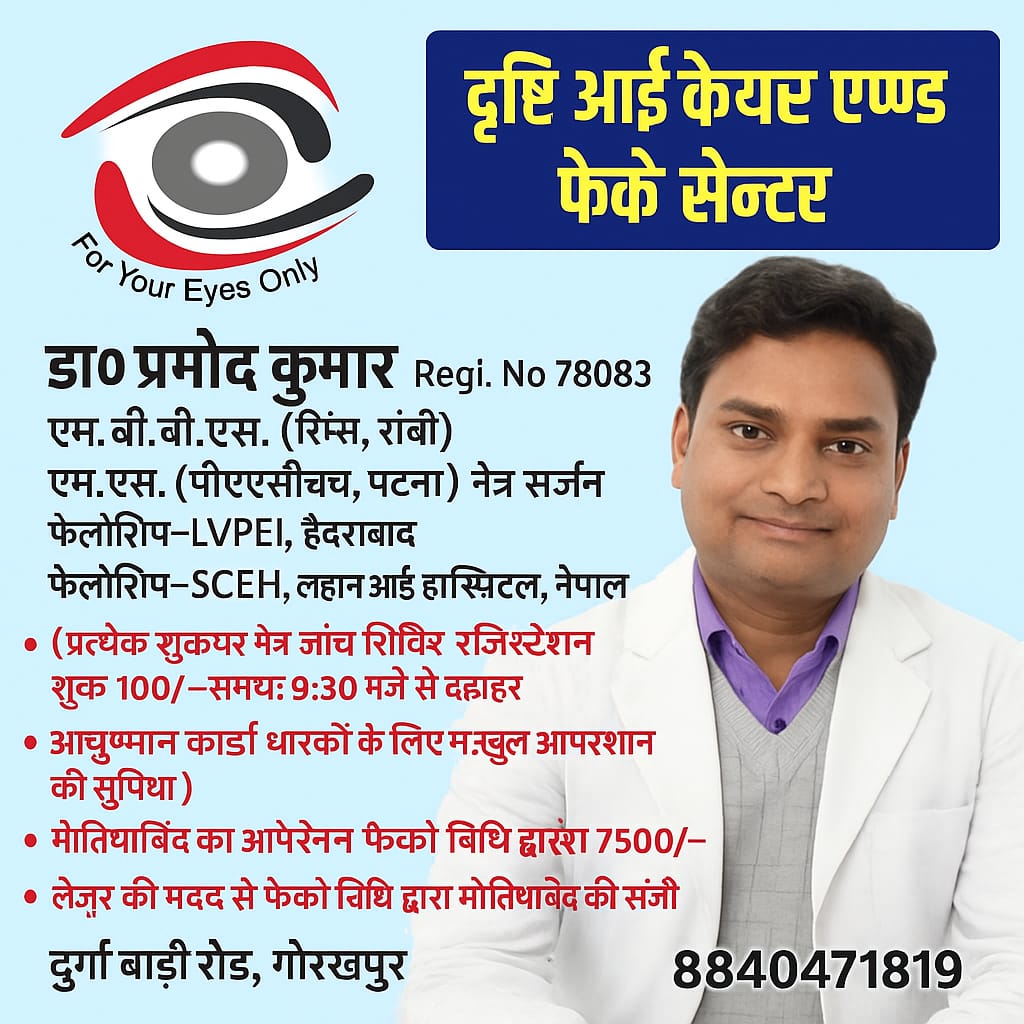 For Your Eyes Only
दृष्टि आई केयर एण्ड
फेके सेन्टर
डा0 प्रमोद कुमार Regi. No 78083
एम.बी.बी.एस. (रिम्स, रांबी)
एम.एस. (पीएएसीचच, पटना) नेत्र सर्जन
फेलोशिप–LVPEI, हैदराबाद
फेलोशिप–SCEH, लहान आई हास्पिटल, नेपाल
• (प्रत्धेक शुकयर मेत्र जांच शिविर रजिश्टेशन
शुक 100/–समयः 9:30 मजे से दहाहर
• आचुष्मान कार्डा धारकों के लिए मःखुल आपरशान
की सुपिथा)
• मोतिथाबिंद का आपेरेनन फैको बिधि द्वारंरा 7500/–
• लेजुर की मदद से फेको विधि द्वारा मोतिथाबेद की संजी
दुर्गा बाड़ी रोड, गोरखपुर
8840471819